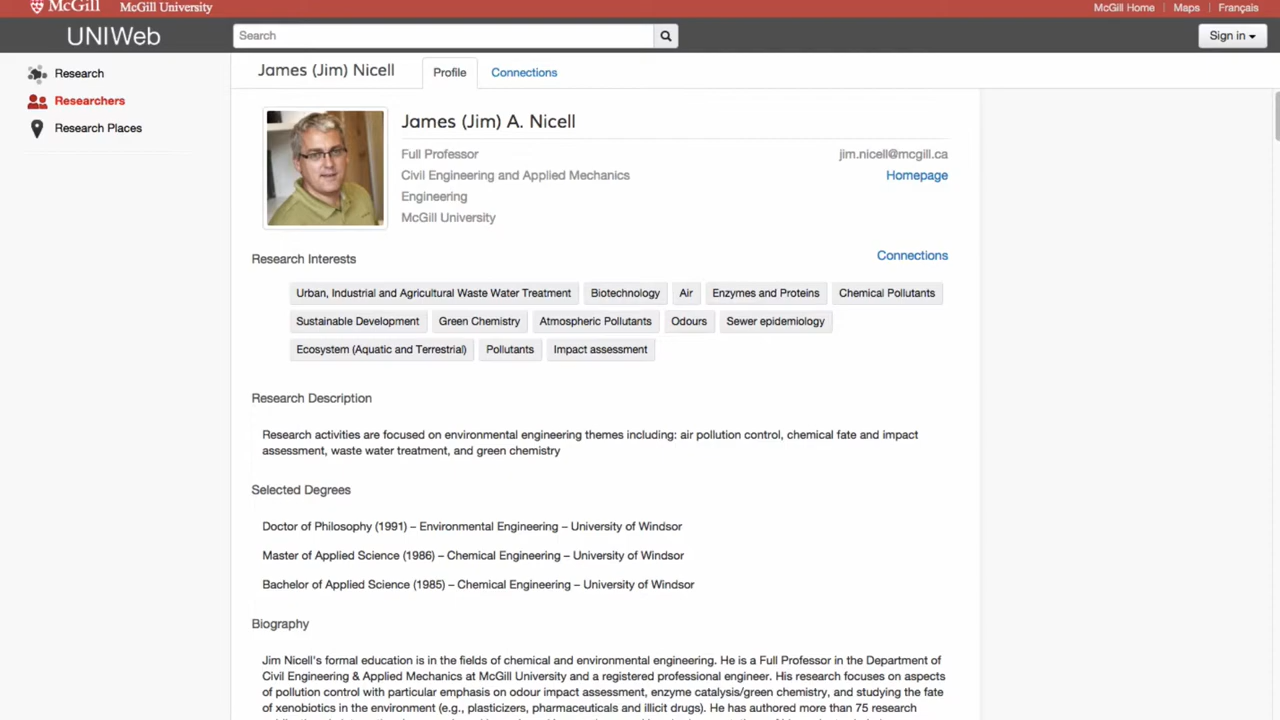 McGill McGill University McGill Home Maps Français
UNIWeb Search Sign in
Research
Researchers
Research Places
James (Jim) Nicell Profile Connections
James (Jim) A. Nicell
Full Professor jim.nicell@mcgill.ca
Civil Engineering and Applied Mechanics Homepage
Engineering
McGill University
Research Interests Connections
Urban, Industrial and Agricultural Waste Water Treatment Biotechnology Air Enzymes and Proteins Chemical Pollutants
Sustainable Development Green Chemistry Atmospheric Pollutants Odours Sewer epidemiology
Ecosystem (Aquatic and Terrestrial) Pollutants Impact assessment
Research Description
Research activities are focused on environmental engineering themes including: air pollution control, chemical fate and impact
assessment, waste water treatment, and green chemistry
Selected Degrees
Doctor of Philosophy (1991) – Environmental Engineering – University of Windsor
Master of Applied Science (1986) – Chemical Engineering – University of Windsor
Bachelor of Applied Science (1985) – Chemical Engineering – University of Windsor
Biography
Jim Nicell's formal education is in the fields of chemical and environmental engineering. He is a Full Professor in the Department of
Civil Engineering & Applied Mechanics at McGill University and a registered professional engineer. His research focuses on aspects
of pollution control with particular emphasis on odour impact assessment, enzyme catalysis/green chemistry, and studying the fate
of xenobiotics in the environment (e.g., plasticizers, pharmaceuticals and illicit drugs). He has authored more than 75 research